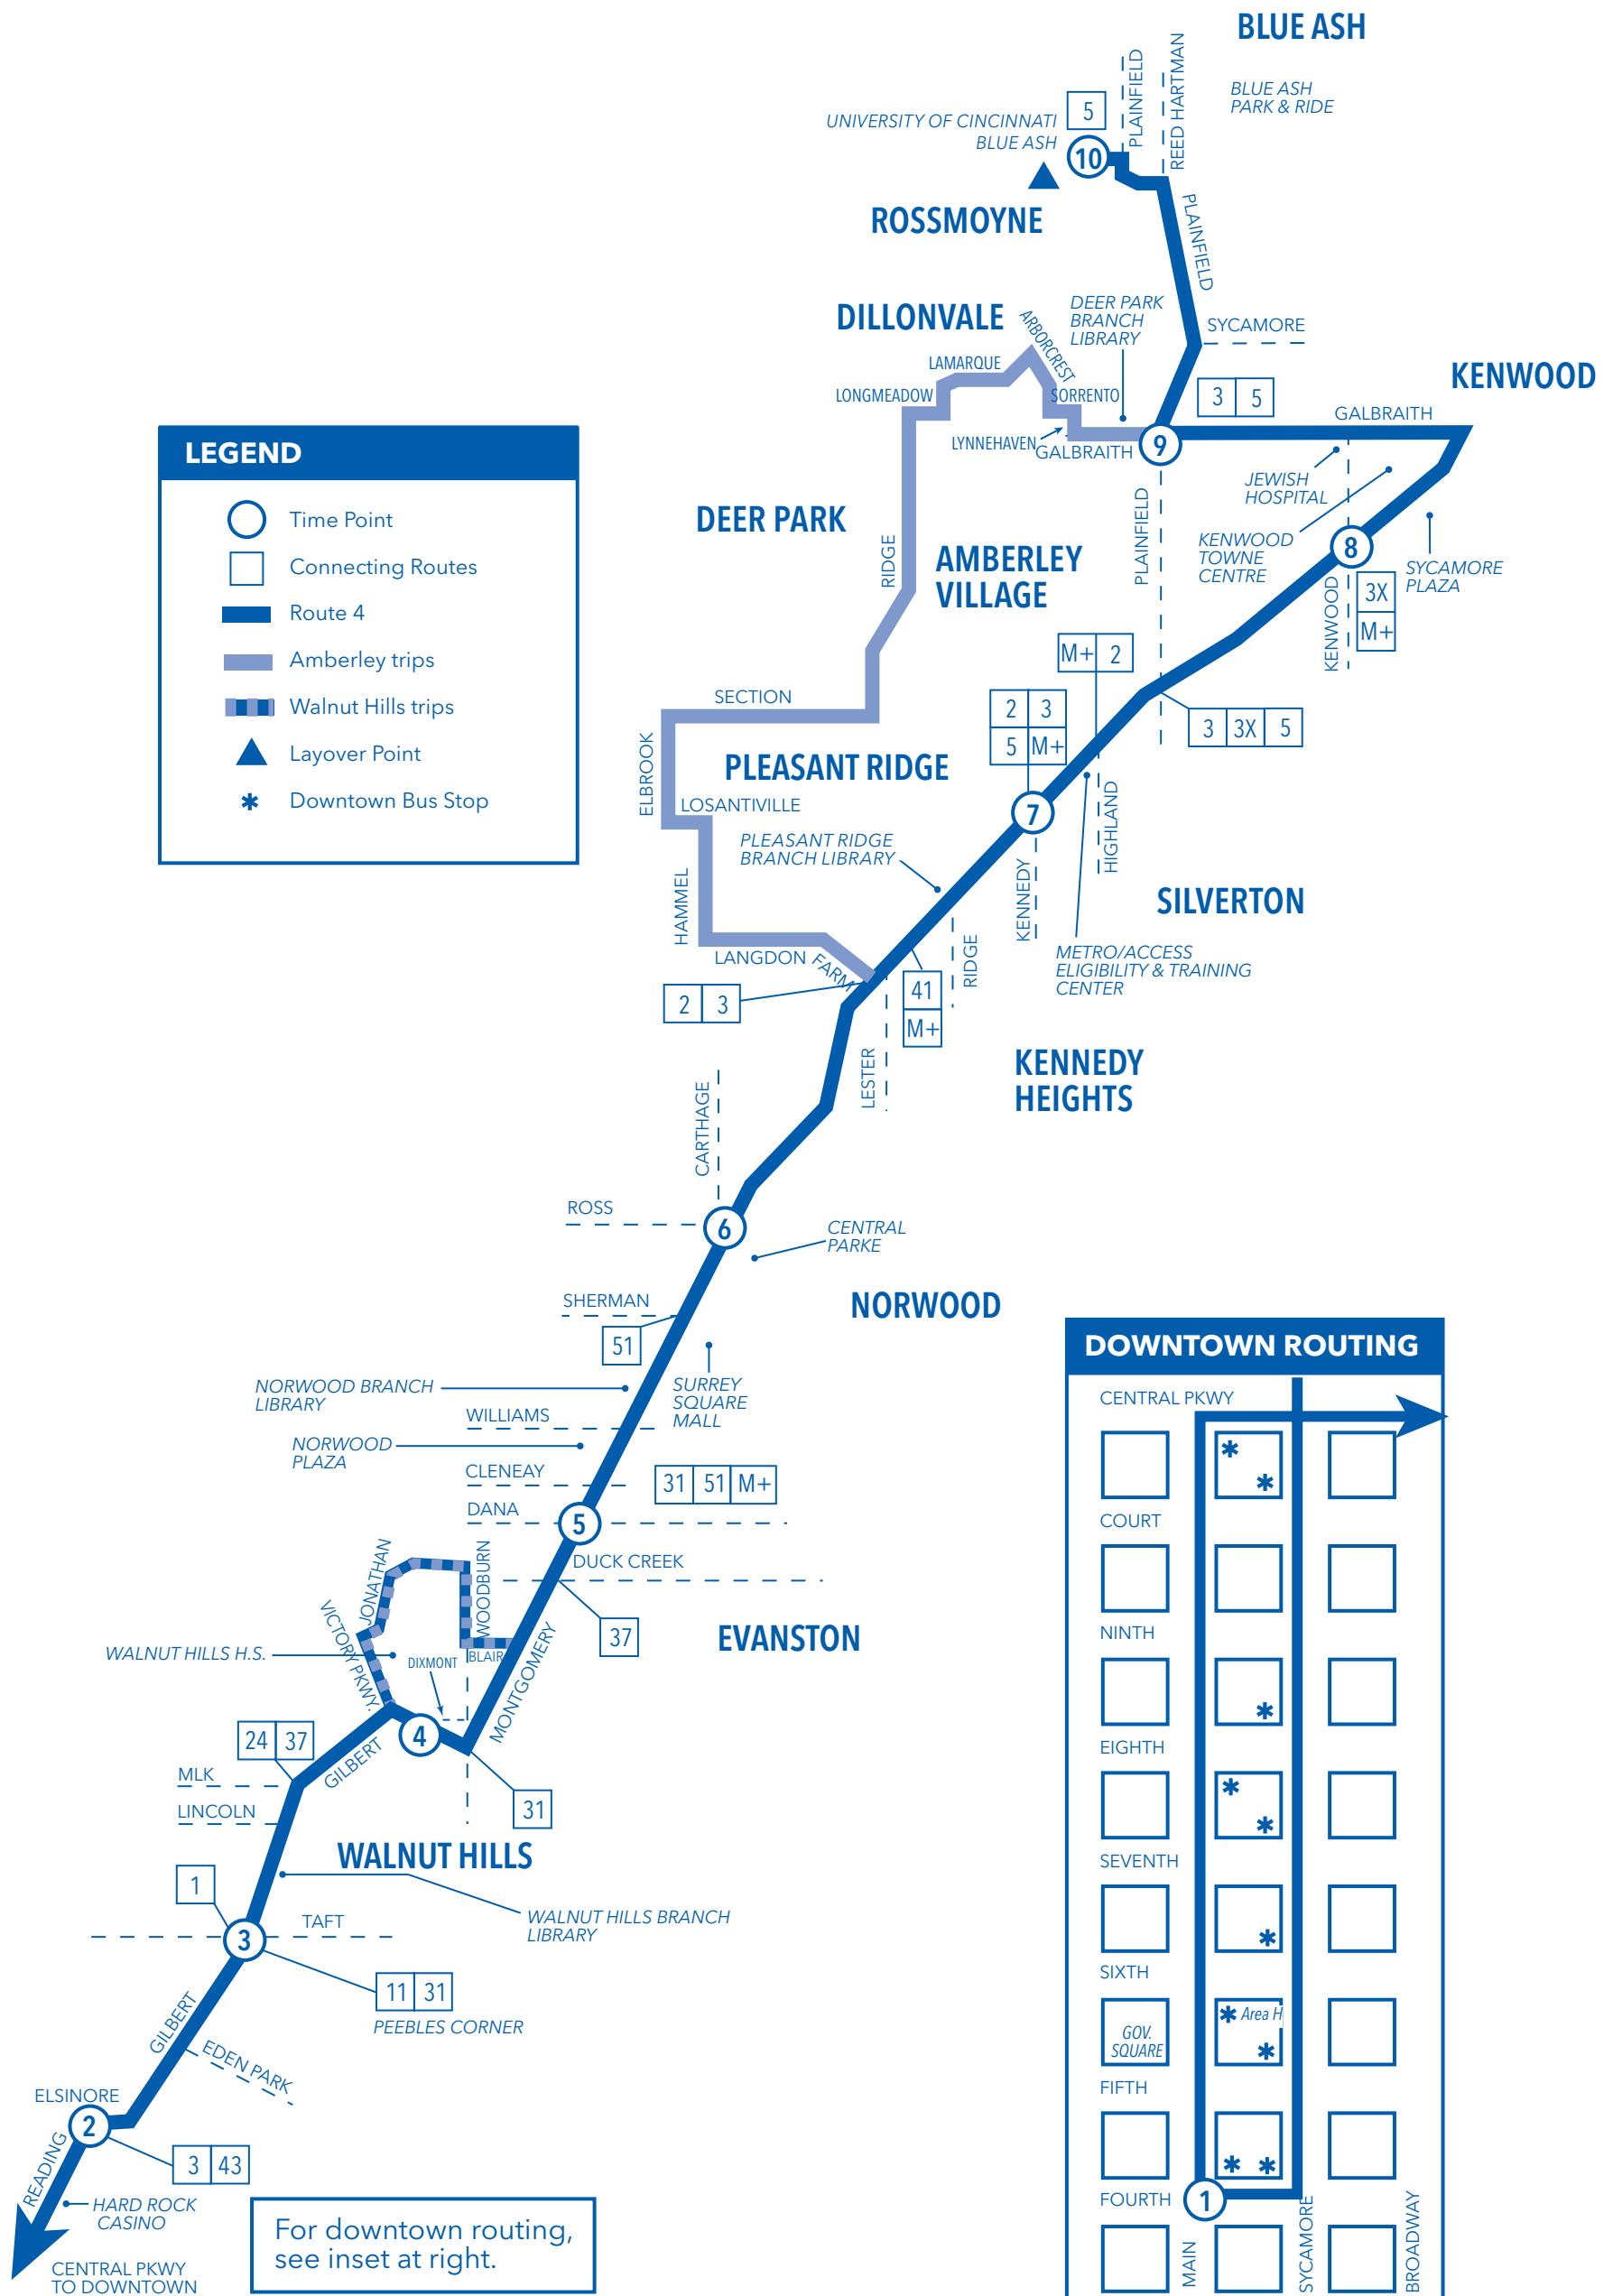 BLUE ASH
PLAINFIELD
REED HARTMAN
BLUE ASH
PARK & RIDE
5
UNIVERSITY OF CINCINNATI
BLUE ASH
10
ROSSMOYNE
PLAINFIELD
DILLONVALE
ARBORCREST
DEER PARK
BRANCH
LIBRARY
SYCAMORE
LAMARQUE
KENWOOD
LONGMEADOW
SORRENTO
3 5
GALBRAITH
LYNNEHAVEN
GALBRAITH
9
LEGEND
Time Point
Connecting Routes
Route 4
Amberley trips
Walnut Hills trips
Layover Point
Downtown Bus Stop
JEWISH
HOSPITAL
DEER PARK
PLAINFIELD
KENWOOD
TOWNE
CENTRE
8
SYCAMORE
PLAZA
RIDGE
AMBERLEY
VILLAGE
KENWOOD
3X
M+
M+ 2
SECTION
2 3
5 M+
3 3X 5
ELBROOK
PLEASANT RIDGE
LOSANTIVILLE
7
HIGHLAND
PLEASANT RIDGE
BRANCH LIBRARY
KENNEDY
SILVERTON
HAMMEL
LANGDON FARM
RIDGE
METRO/ACCESS
ELIGIBILITY & TRAINING
CENTER
2 3
41
M+
LESTER
KENNEDY
HEIGHTS
CARTHAGE
ROSS
6
CENTRAL
PARKE
SHERMAN
NORWOOD
51
NORWOOD BRANCH
LIBRARY
SURREY
SQUARE
MALL
WILLIAMS
NORWOOD
PLAZA
CLENEAY
31 51 M+
DANA
5
DUCK CREEK
JONATHAN
WOODBURN
VICTORY PKWY.
37
EVANSTON
WALNUT HILLS H.S.
DIXMONT
BLAIR
MONTGOMERY
4
24 37
GILBERT
MLK
LINCOLN
31
WALNUT HILLS
1
WALNUT HILLS BRANCH
LIBRARY
TAFT
3
11 31
PEEBLES CORNER
GILBERT
EDEN PARK
ELSINORE
2
READING
3 43
HARD ROCK
CASINO
CENTRAL PKWY
TO DOWNTOWN
For downtown routing,
see inset at right.
DOWNTOWN ROUTING
CENTRAL PKWY
COURT
NINTH
EIGHTH
SEVENTH
SIXTH
GOV.
SQUARE
Area H
FIFTH
FOURTH
1
MAIN
SYCAMORE
BROADWAY